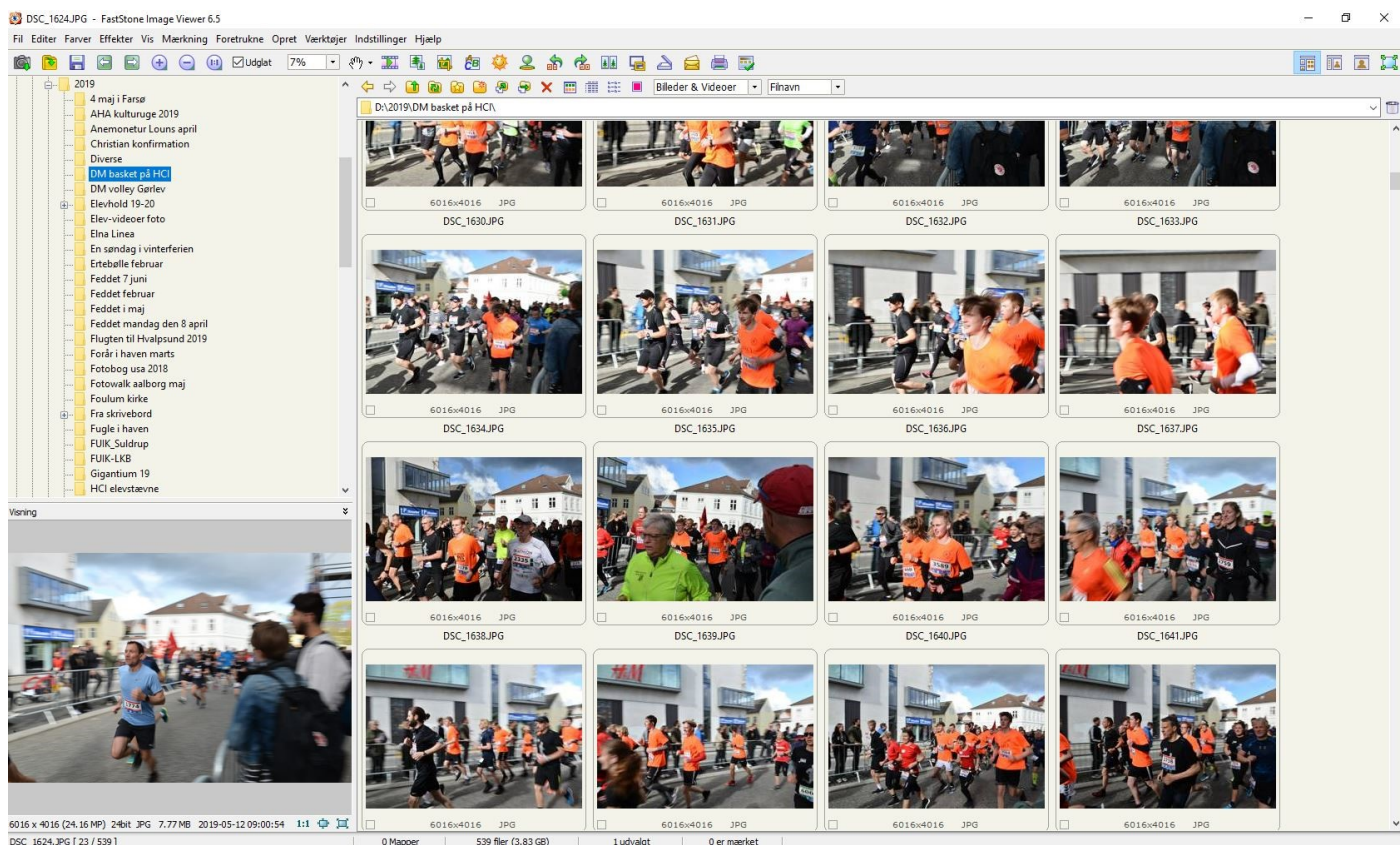 DSC_1624.JPG - FastStone Image Viewer 6.5
Fil Editer Farver Effekter Vis Mærkning Foretrukne Opret Værktøjer Indstillinger Hjælp
Udglat 7%
Billeder & Videoer Filnavn
D:\2019\DM basket på HCI\
2019
4 maj i Farsø
AHA kulturuge 2019
Anemonetur Louns april
Christian konfirmation
Diverse
DM basket på HCI
DM volley Gørlev
Elevhold 19-20
Elev-videoer foto
Elna Linea
En søndag i vinterferien
Ertebølle februar
Feddet 7 juni
Feddet februar
Feddet i maj
Feddet mandag den 8 april
Flugten til Hvalpsund 2019
Forår i haven marts
Fotobog usa 2018
Fotowalk aalborg maj
Foulum kirke
Fra skrivebord
Fugle i haven
FUIK_Suldrup
FUIK-LKB
Gigantium 19
HCI elevstævne
Visning
6016 x 4016 (24.16 MP) 24bit JPG 7.77 MB 2019-05-12 09:00:54 1:1
6016x4016 JPG 6016x4016 JPG 6016x4016 JPG 6016x4016 JPG
DSC_1630.JPG DSC_1631.JPG DSC_1632.JPG DSC_1633.JPG
6016x4016 JPG 6016x4016 JPG 6016x4016 JPG 6016x4016 JPG
DSC_1634.JPG DSC_1635.JPG DSC_1636.JPG DSC_1637.JPG
6016x4016 JPG 6016x4016 JPG 6016x4016 JPG 6016x4016 JPG
DSC_1638.JPG DSC_1639.JPG DSC_1640.JPG DSC_1641.JPG
H&M H&M
6016x4016 JPG 6016x4016 JPG 6016x4016 JPG 6016x4016 JPG
DSC_1624.JPG [ 23 / 539 ] 0 Mapper 539 filer (3.83 GB) 1 udvalgt 0 er mærket